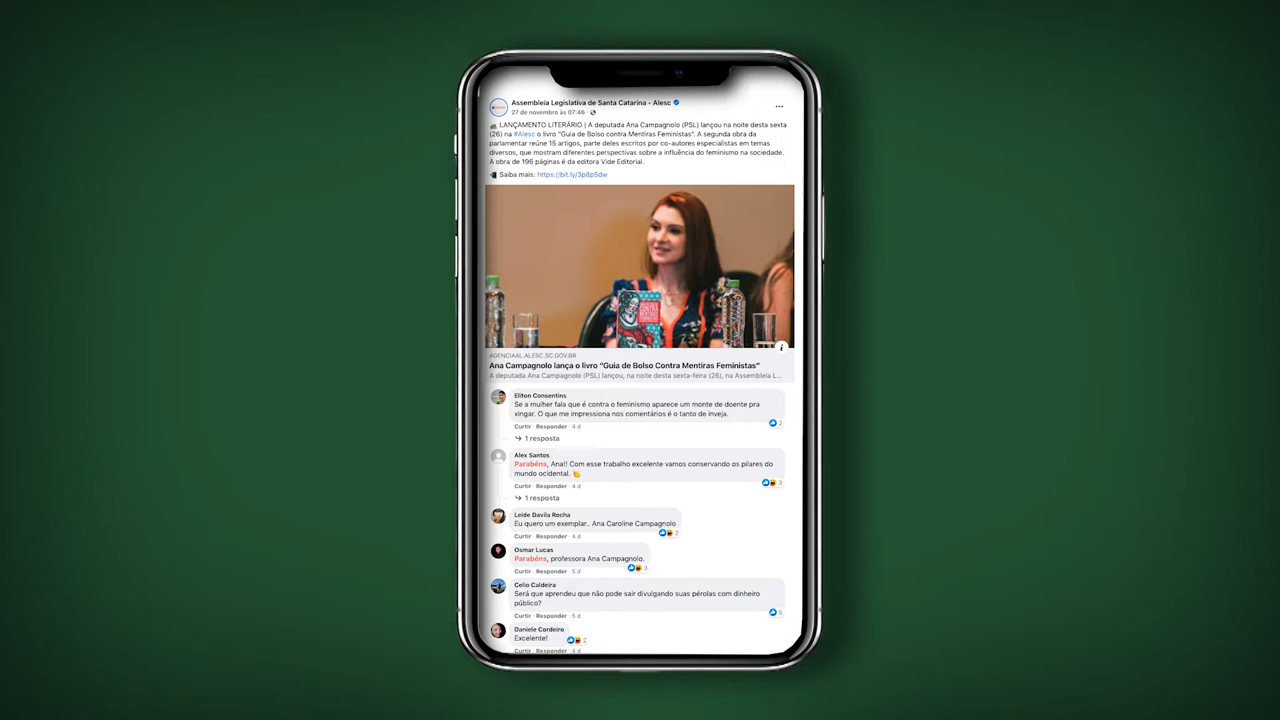 Assembleia Legislativa de Santa Catarina - Alesc
27 de novembro às 07:46 ·
LANÇAMENTO LITERÁRIO | A deputada Ana Campagnolo (PSL) lançou na noite desta sexta
(26) na #Alesc o livro “Guia de Bolso contra Mentiras Feministas”. A segunda obra da
parlamentar reúne 15 artigos, parte deles escritos por co-autores especialistas em temas
diversos, que mostram diferentes perspectivas sobre a influência do feminismo na sociedade.
A obra de 196 páginas é da editora Vide Editorial.
Saiba mais: https://bit.ly/3p8p5dw
CONTRA
MENTIRAS
AGENCIAAL.ALESC.SC.GOV.BR
Ana Campagnolo lança o livro “Guia de Bolso Contra Mentiras Feministas”
A deputada Ana Campagnolo (PSL) lançou, na noite desta sexta-feira (26), na Assembleia L...
Eliton Consentins
Se a mulher fala que é contra o feminismo aparece um monte de doente pra
xingar. O que me impressiona nos comentários é o tanto de inveja.
2
Curtir · Responder · 4 d
1 resposta
Alex Santos
Parabéns, Ana!! Com esse trabalho excelente vamos conservando os pilares do
mundo ocidental.
3
Curtir · Responder · 4 d
1 resposta
Leide Davila Rocha
Eu quero um exemplar.. Ana Caroline Campagnolo
2
Curtir · Responder · 4 d
Osmar Lucas
Parabéns, professora Ana Campagnolo.
3
Curtir · Responder · 5 d
Celio Caldeira
Será que aprendeu que não pode sair divulgando suas pérolas com dinheiro
público?
5
Curtir · Responder · 5 d
Daniele Cordeiro
Excelente!
2
Curtir · Responder · 4 d